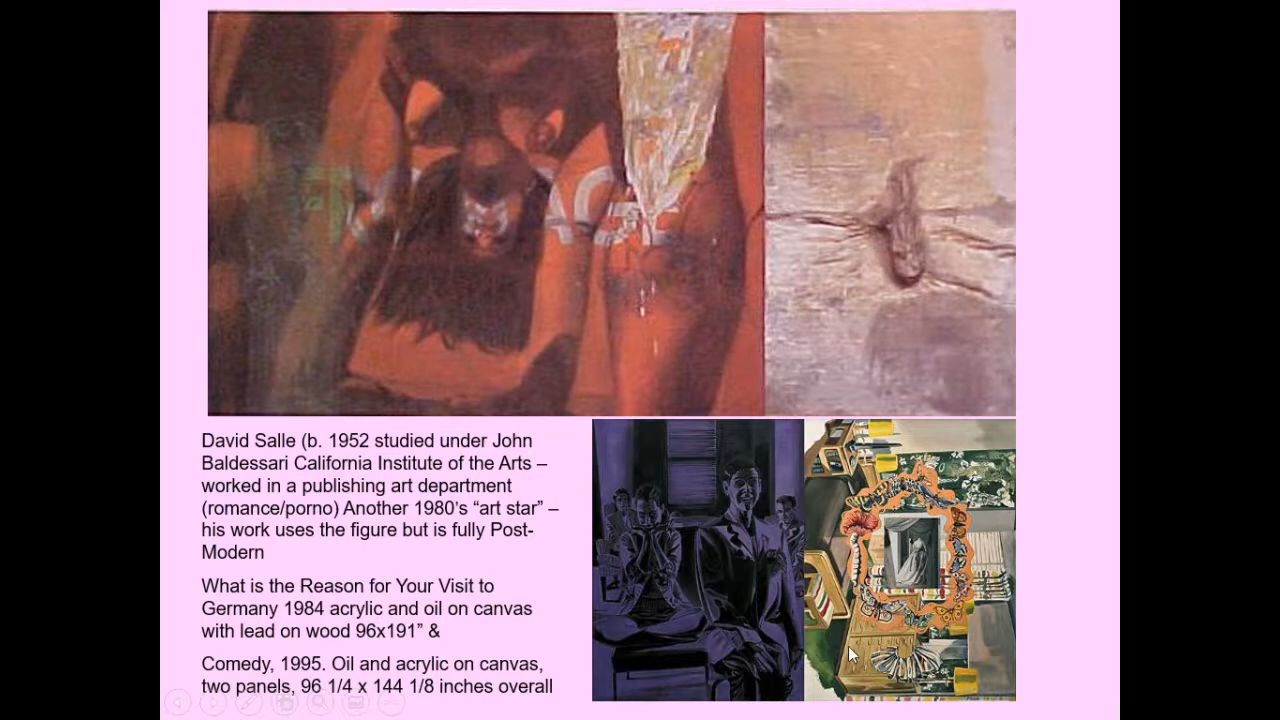 David Salle (b. 1952 studied under John
Baldessari California Institute of the Arts –
worked in a publishing art department
(romance/porno) Another 1980’s “art star” –
his work uses the figure but is fully Post-
Modern
What is the Reason for Your Visit to
Germany 1984 acrylic and oil on canvas
with lead on wood 96x191” &
Comedy, 1995. Oil and acrylic on canvas,
two panels, 96 1/4 x 144 1/8 inches overall